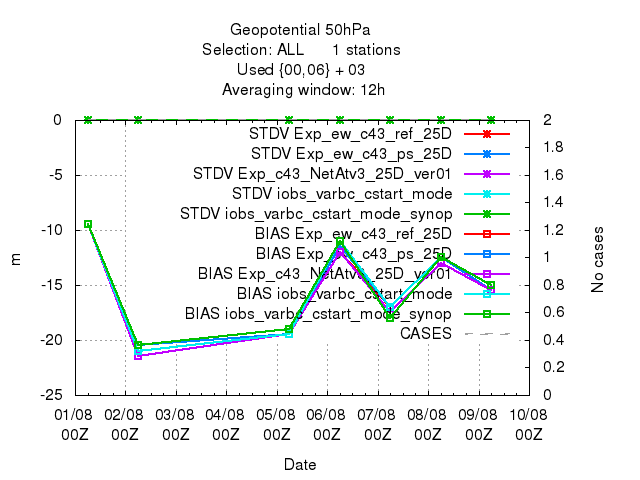 Geopotential 50hPa
Selection: ALL 1 stations
Used {00,06} + 03
Averaging window: 12h
0
-5
-10
-15
-20
-25
m
2
1.8
1.6
1.4
1.2
1
0.8
0.6
0.4
0.2
0
No cases
STDV Exp_ew_c43_ref_25D
STDV Exp_ew_c43_ps_25D
STDV Exp_c43_NetAtv3_25D_ver01
STDV iobs_varbc_cstart_mode
STDV iobs_varbc_cstart_mode_synop
BIAS Exp_ew_c43_ref_25D
BIAS Exp_ew_c43_ps_25D
BIAS Exp_c43_NetAtv3_25D_ver01
BIAS iobs_varbc_cstart_mode
BIAS iobs_varbc_cstart_mode_synop
CASES
01/08 02/08 03/08 04/08 05/08 06/08 07/08 08/08 09/08 10/08
00Z 00Z 00Z 00Z 00Z 00Z 00Z 00Z 00Z 00Z
Date